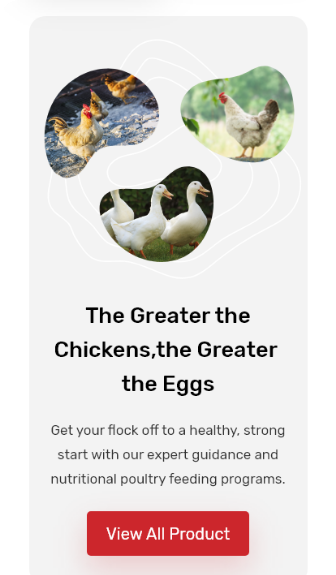 The Greater the
Chickens,the Greater
the Eggs
Get your flock off to a healthy, strong
start with our expert guidance and
nutritional poultry feeding programs.
View All Product